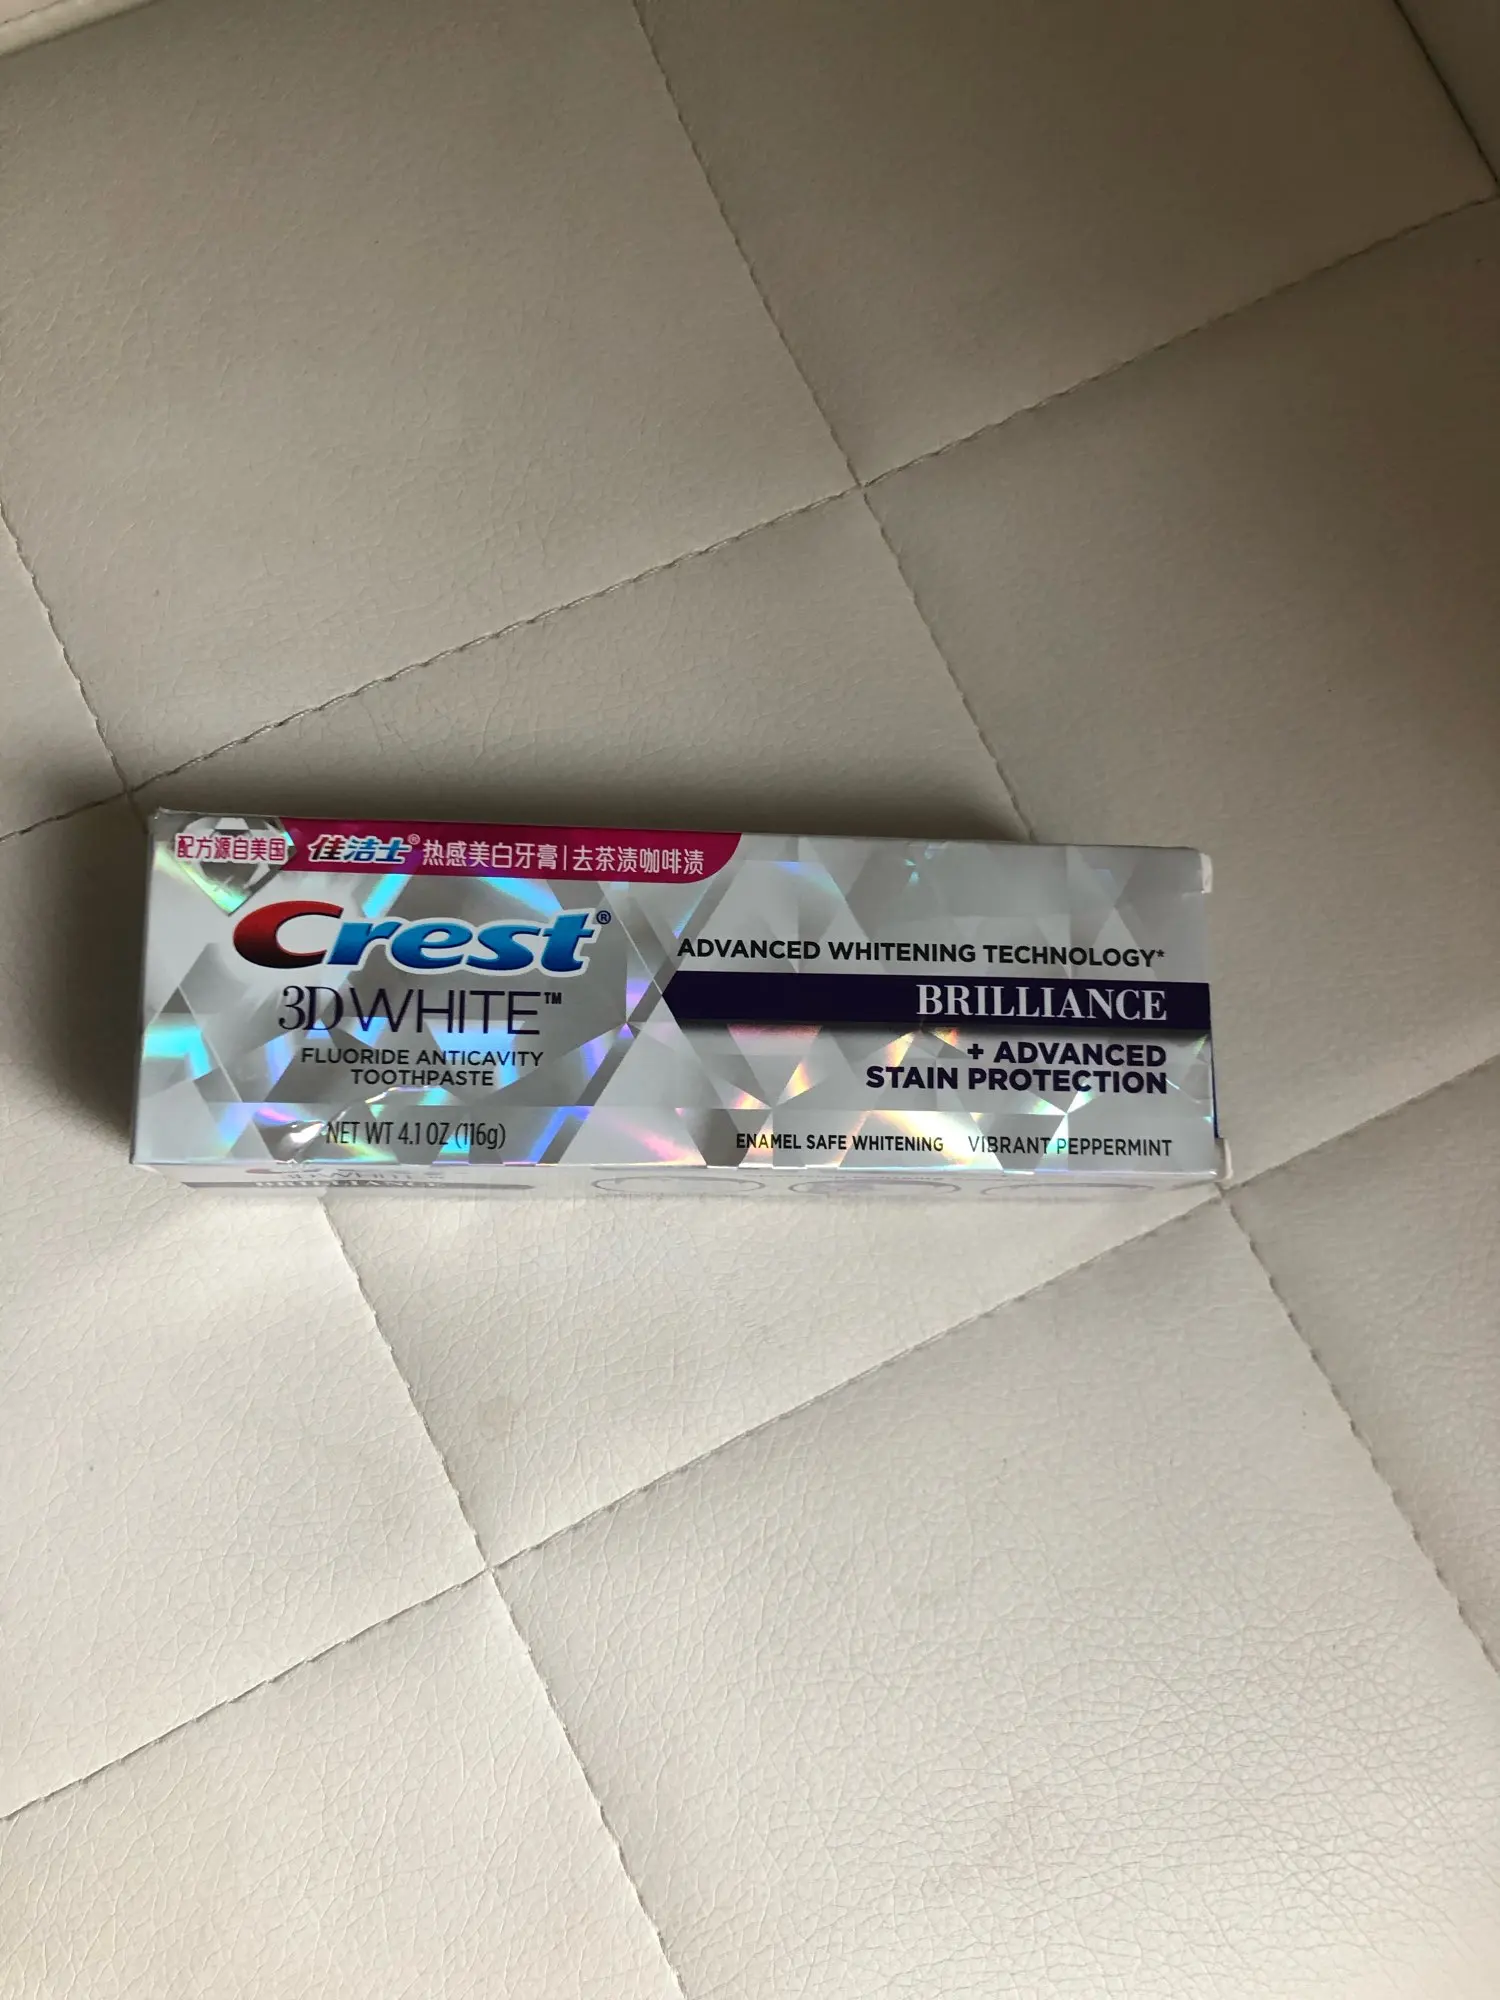 配方源自美国
佳洁士® 热感美白牙膏|去茶渍咖啡渍
Crest®
3D WHITE™
FLUORIDE ANTICAVITY
TOOTHPASTE
NET WT 4.1 OZ (116g)
ADVANCED WHITENING TECHNOLOGY*
BRILLIANCE
+ ADVANCED
STAIN PROTECTION
ENAMEL SAFE WHITENING VIBRANT PEPPERMINT
BRILLIANCE